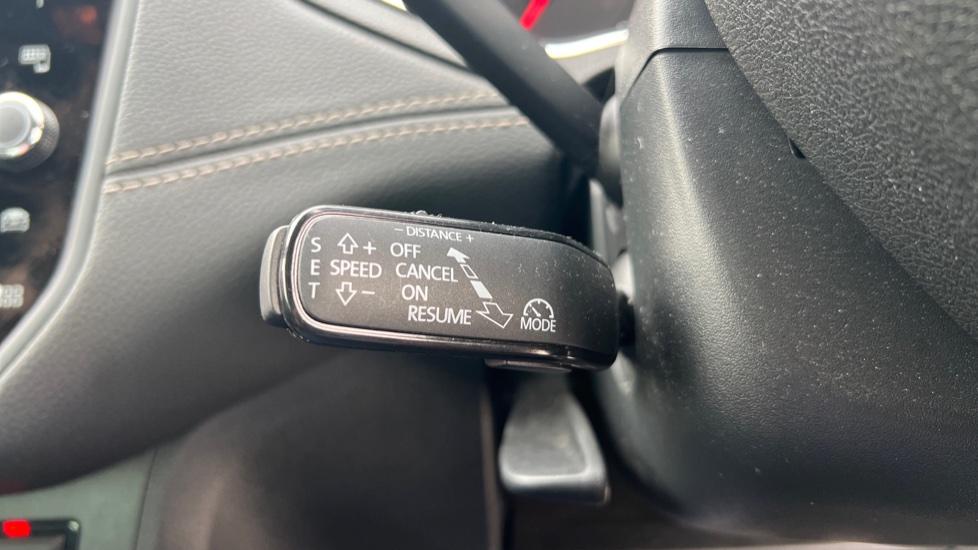 - DISTANCE +
S + OFF
E SPEED CANCEL
T - ON
RESUME
MODE